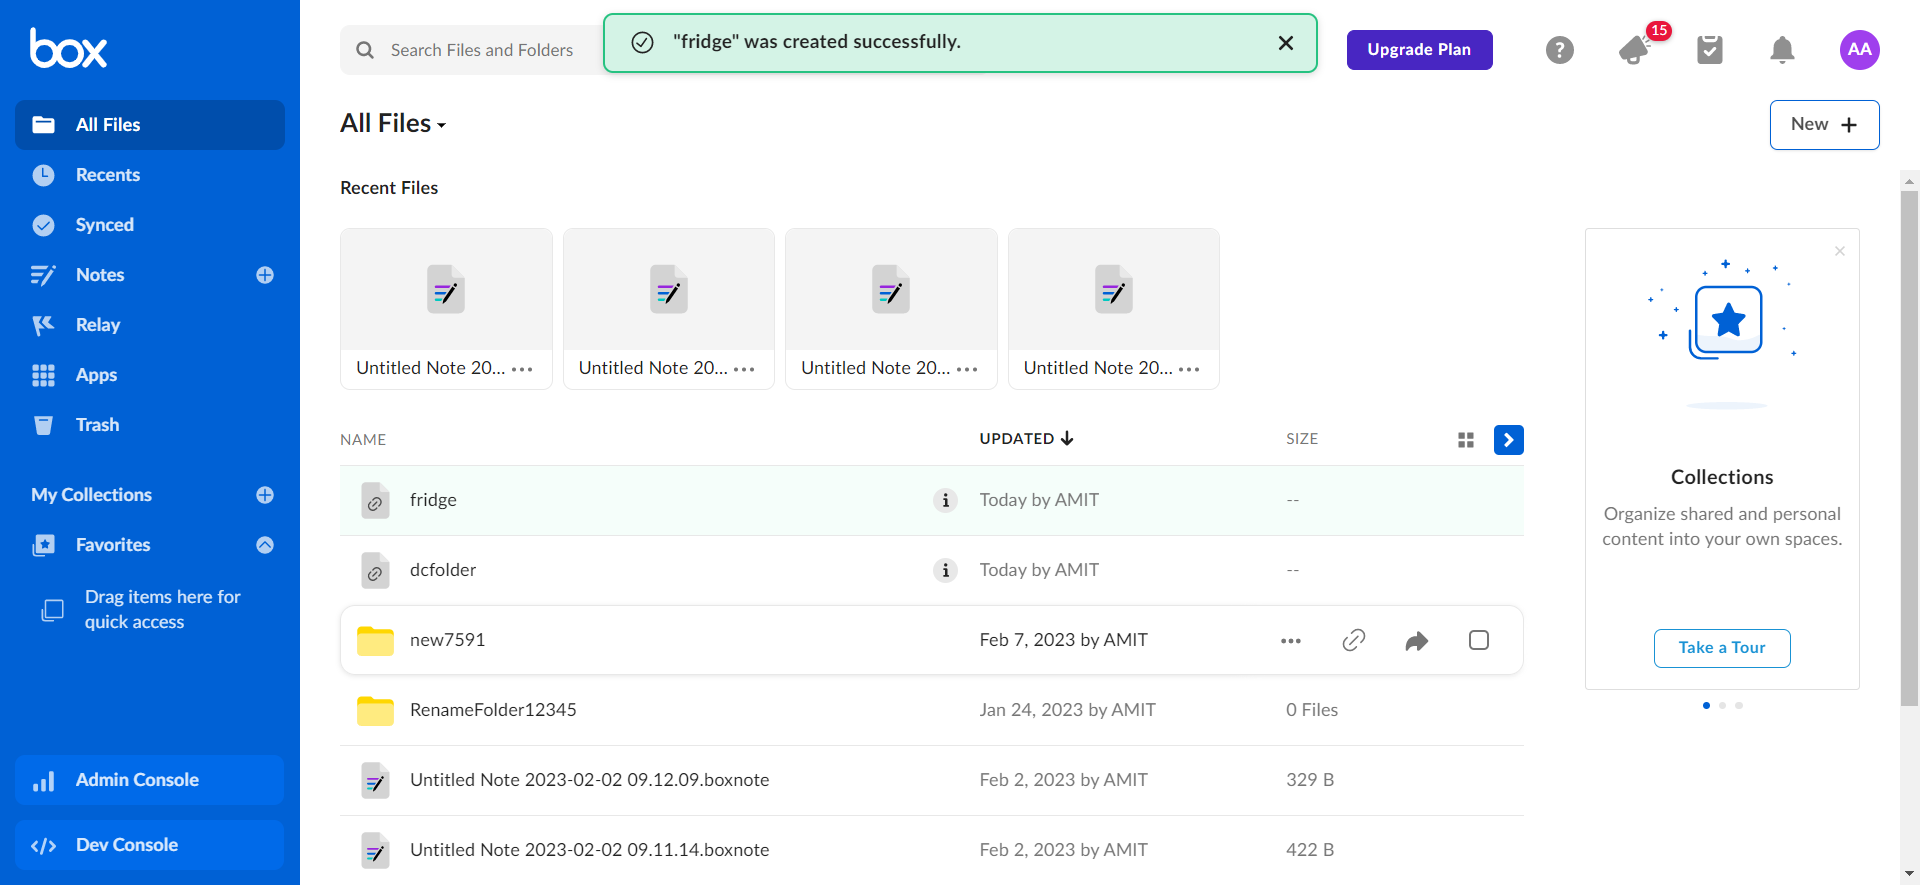 box
All Files
Recents
Synced
Notes
Relay
Apps
Trash
My Collections
Favorites
Drag items here for
quick access
Admin Console
Dev Console
Search Files and Folders
"fridge" was created successfully.
Upgrade Plan
15
AA
All Files
New
Recent Files
Untitled Note 20...
Untitled Note 20...
Untitled Note 20...
Untitled Note 20...
NAME UPDATED SIZE
fridge Today by AMIT --
dcfolder Today by AMIT --
new7591 Feb 7, 2023 by AMIT
RenameFolder12345 Jan 24, 2023 by AMIT 0 Files
Untitled Note 2023-02-02 09.12.09.boxnote Feb 2, 2023 by AMIT 329 B
Untitled Note 2023-02-02 09.11.14.boxnote Feb 2, 2023 by AMIT 422 B
Collections
Organize shared and personal
content into your own spaces.
Take a Tour